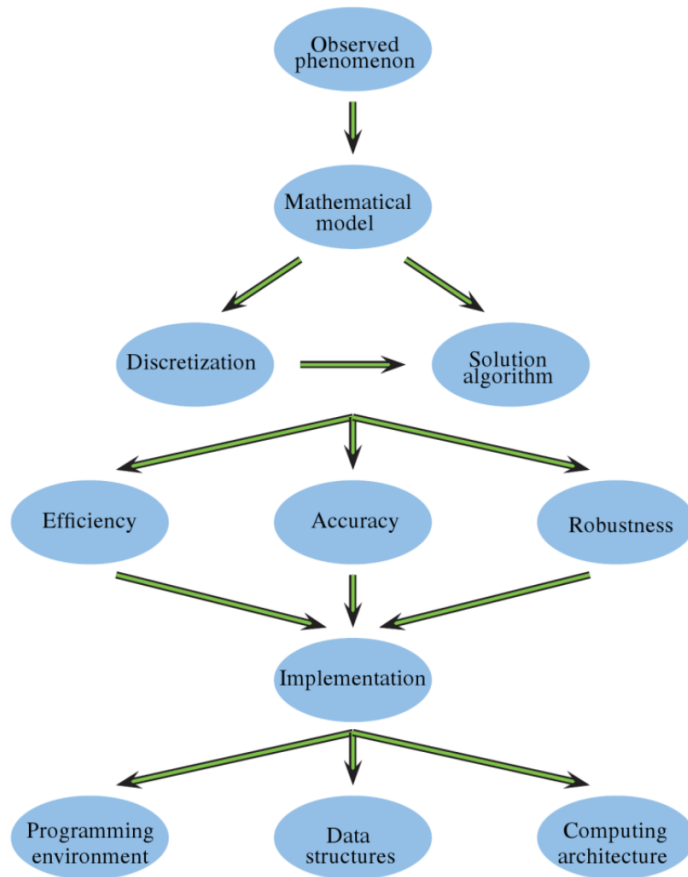 Observed
phenomenon
Mathematical
model
Discretization
Solution
algorithm
Efficiency
Accuracy
Robustness
Implementation
Programming
environment
Data
structures
Computing
architecture